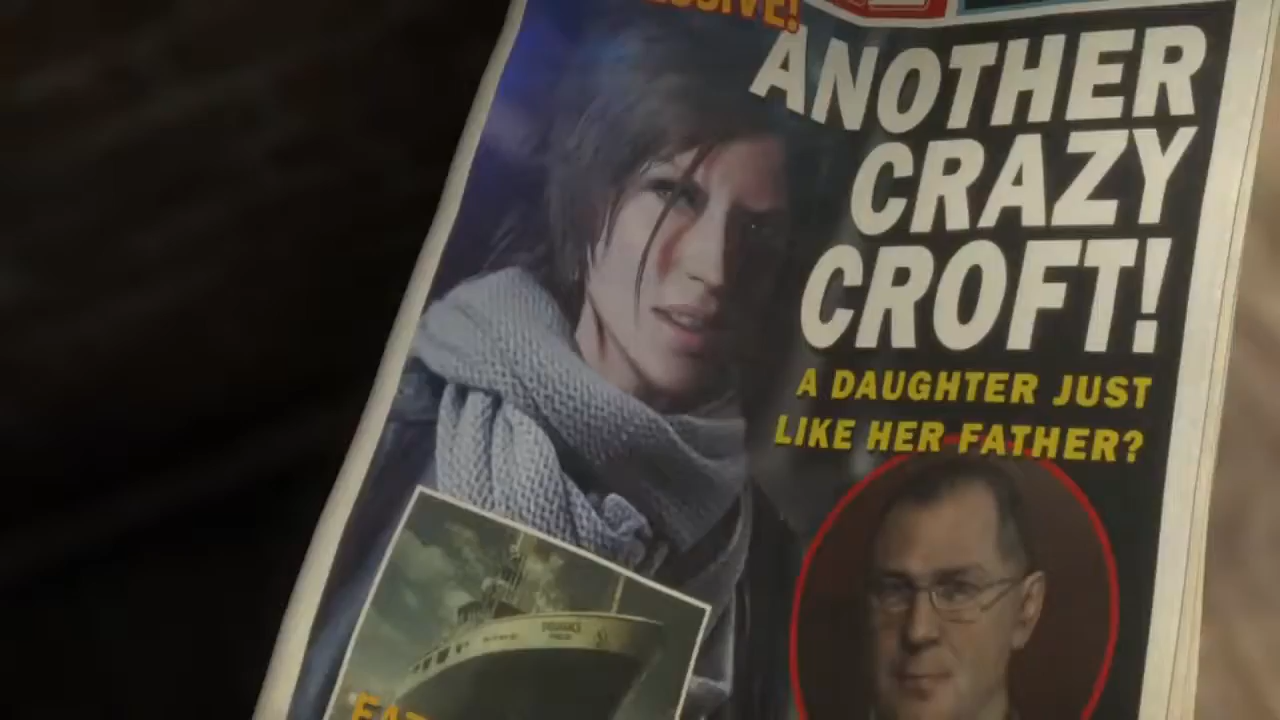 ANOTHER
CRAZY
CROFT!
A DAUGHTER JUST
LIKE HER FATHER?